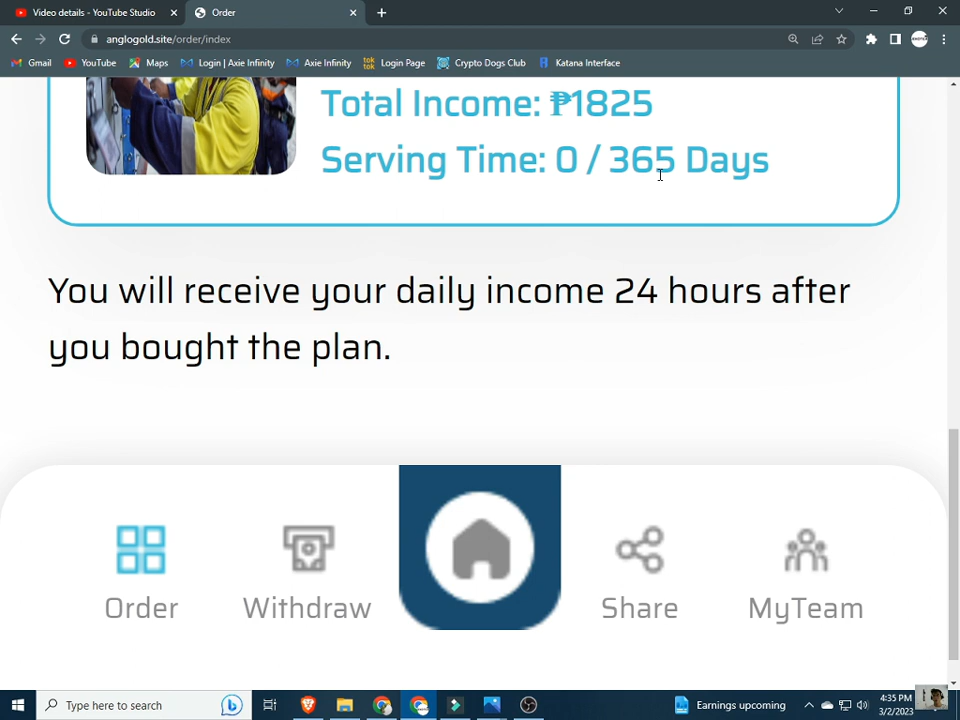 Video details - YouTube Studio
Order
anglogold.site/order/index
Gmail
YouTube
Maps
Login | Axie Infinity
Axie Infinity
tok
tok
Login Page
Crypto Dogs Club
Katana Interface
Total Income: ₱1825
Serving Time: 0 / 365 Days
You will receive your daily income 24 hours after
you bought the plan.
Order
Withdraw
Share
MyTeam
Type here to search
Earnings upcoming
4:35 PM
3/2/2023